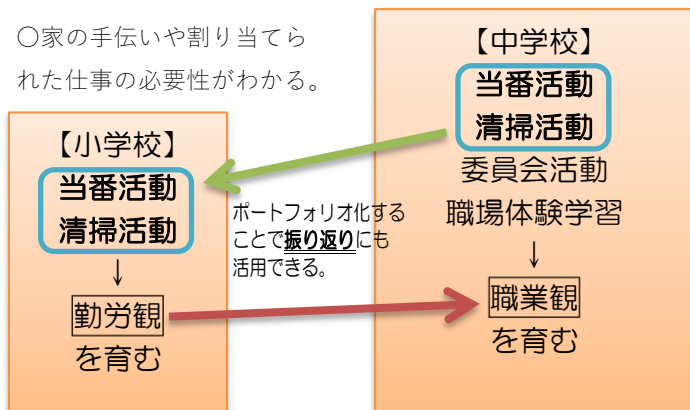 〇家の手伝いや割り当てら
れた仕事の必要性がわかる。
【小学校】
当番活動
清掃活動
↓
勤労観
を育む
ポートフォリオ化する
ことで振り返りにも
活用できる。
【中学校】
当番活動
清掃活動
委員会活動
職場体験学習
↓
職業観
を育む